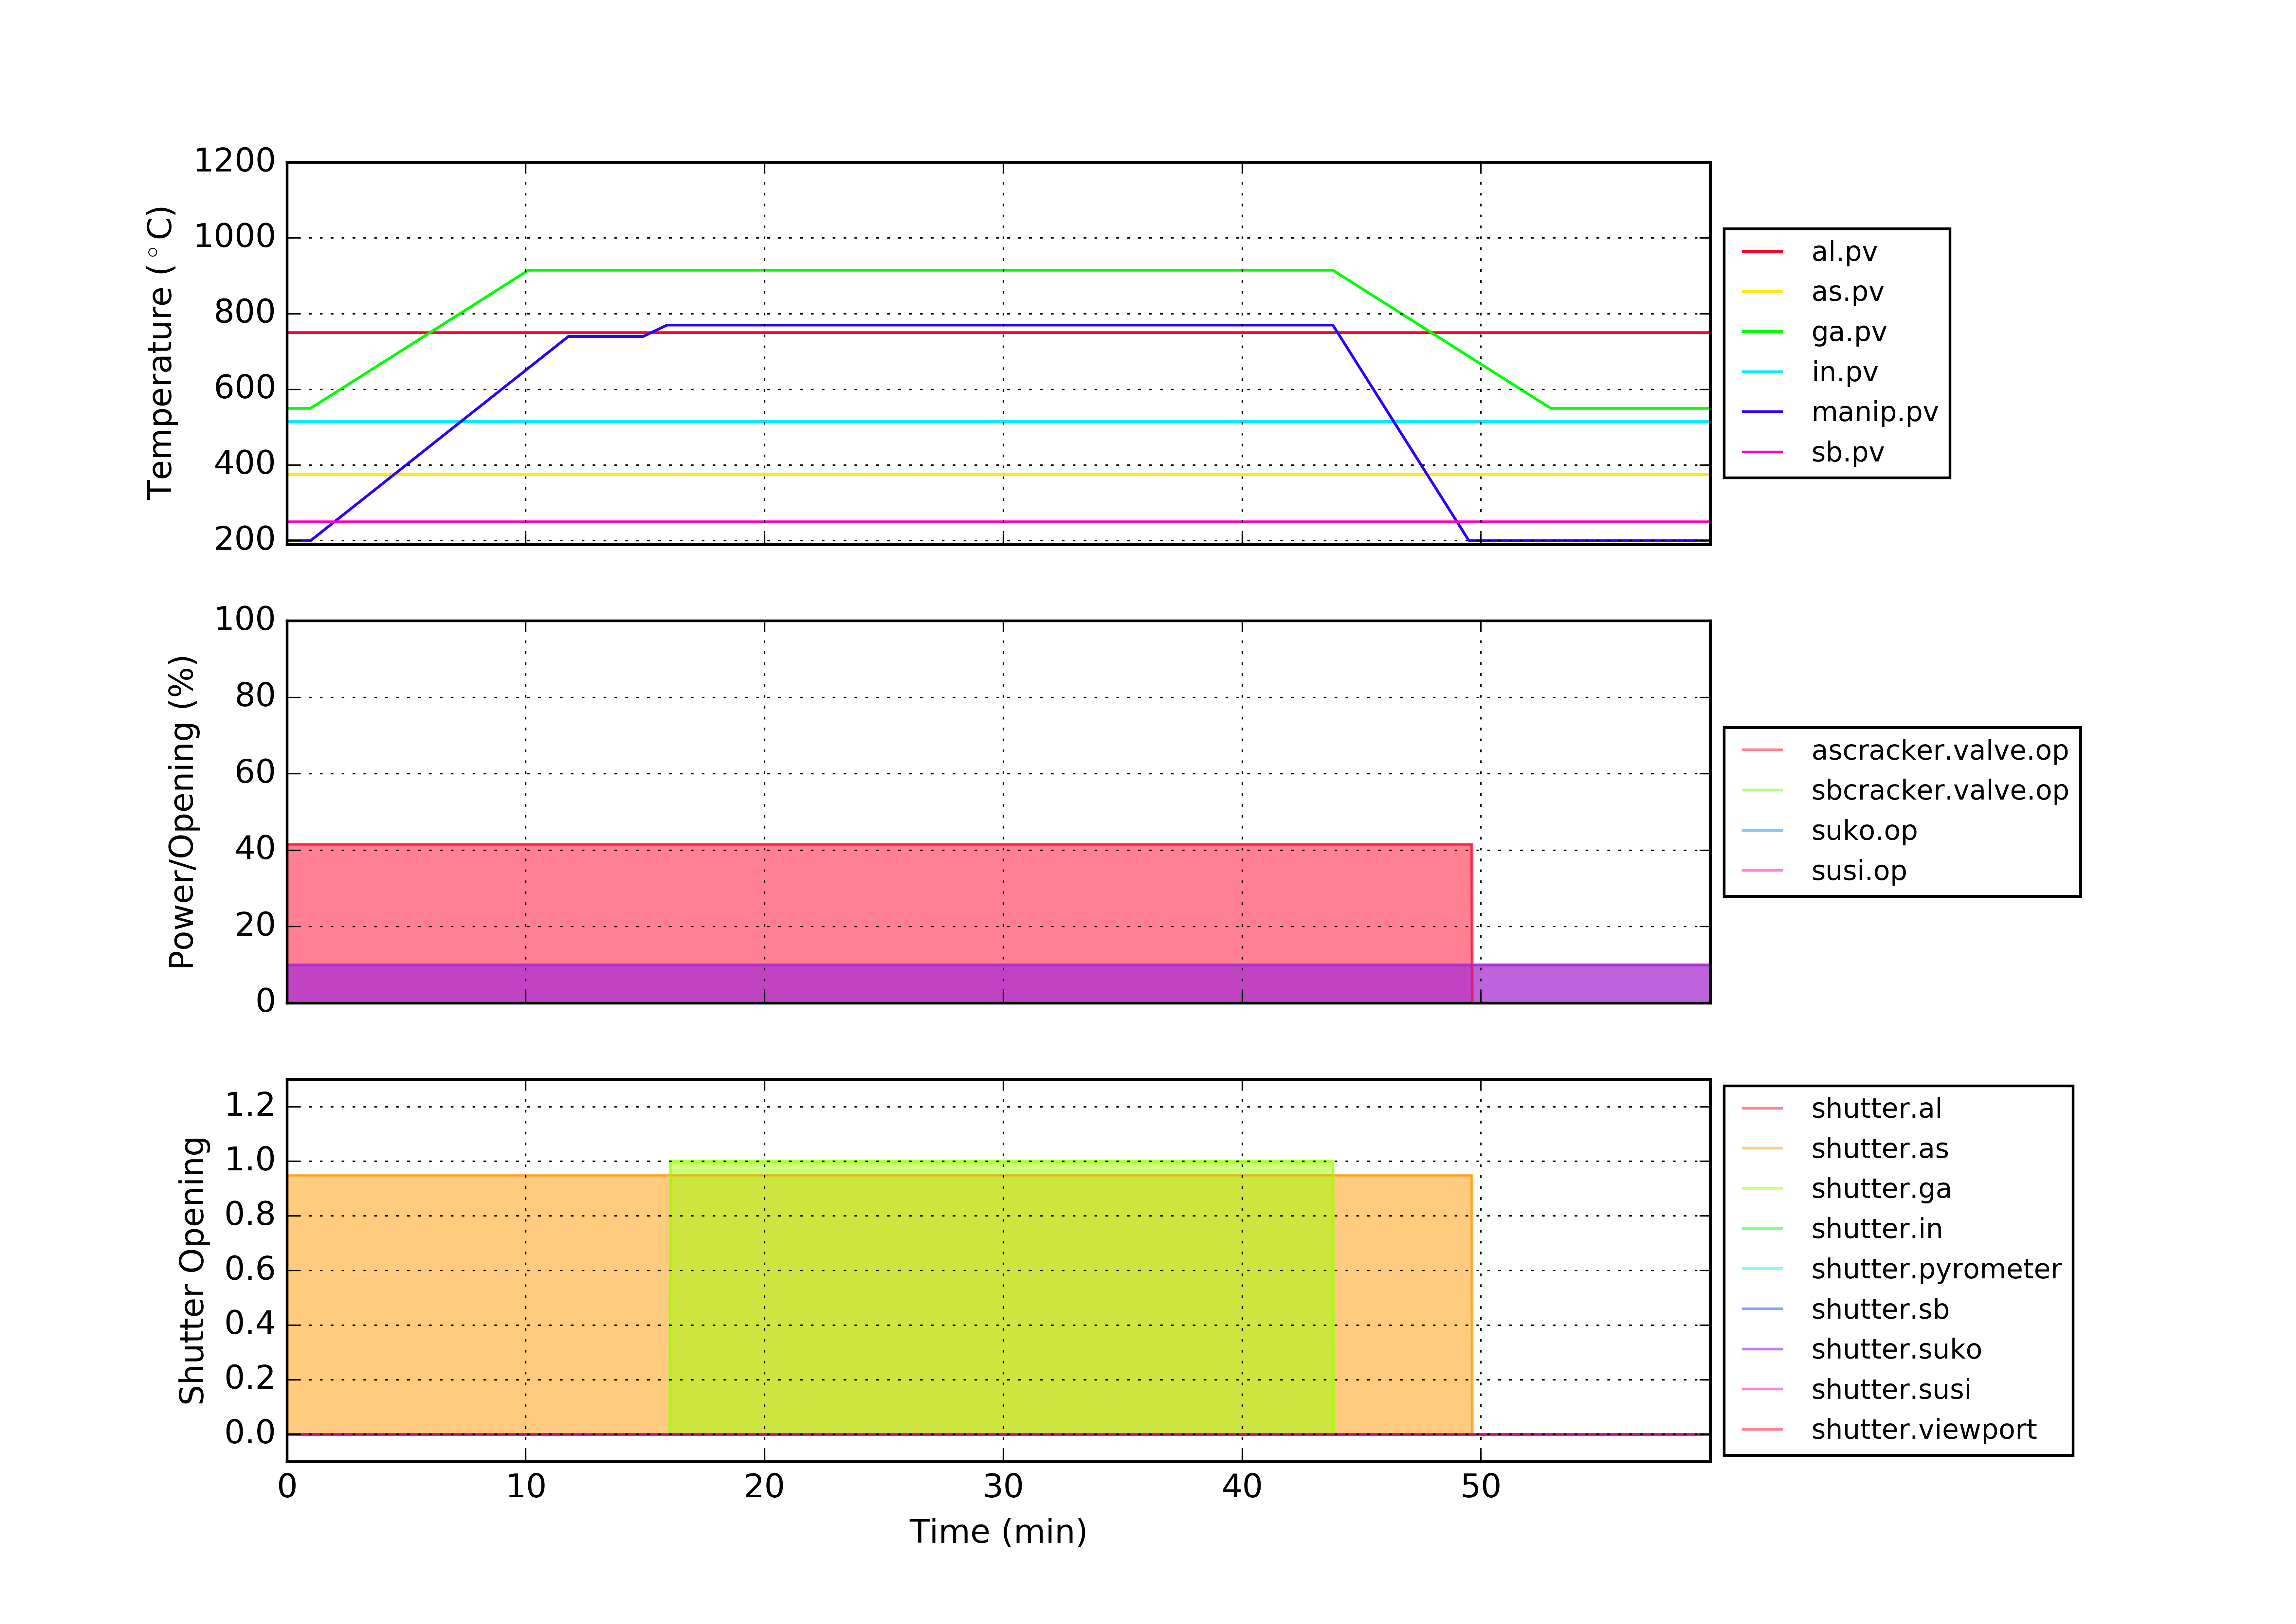 1200
1000
800
600
400
200
Temperature (°C)
al.pv
as.pv
ga.pv
in.pv
manip.pv
sb.pv
100
80
60
40
20
0
Power/Opening (%)
ascracker.valve.op
sbcracker.valve.op
suko.op
susi.op
1.2
1.0
0.8
0.6
0.4
0.2
0.0
Shutter Opening
shutter.al
shutter.as
shutter.ga
shutter.in
shutter.pyrometer
shutter.sb
shutter.suko
shutter.susi
shutter.viewport
0 10 20 30 40 50
Time (min)